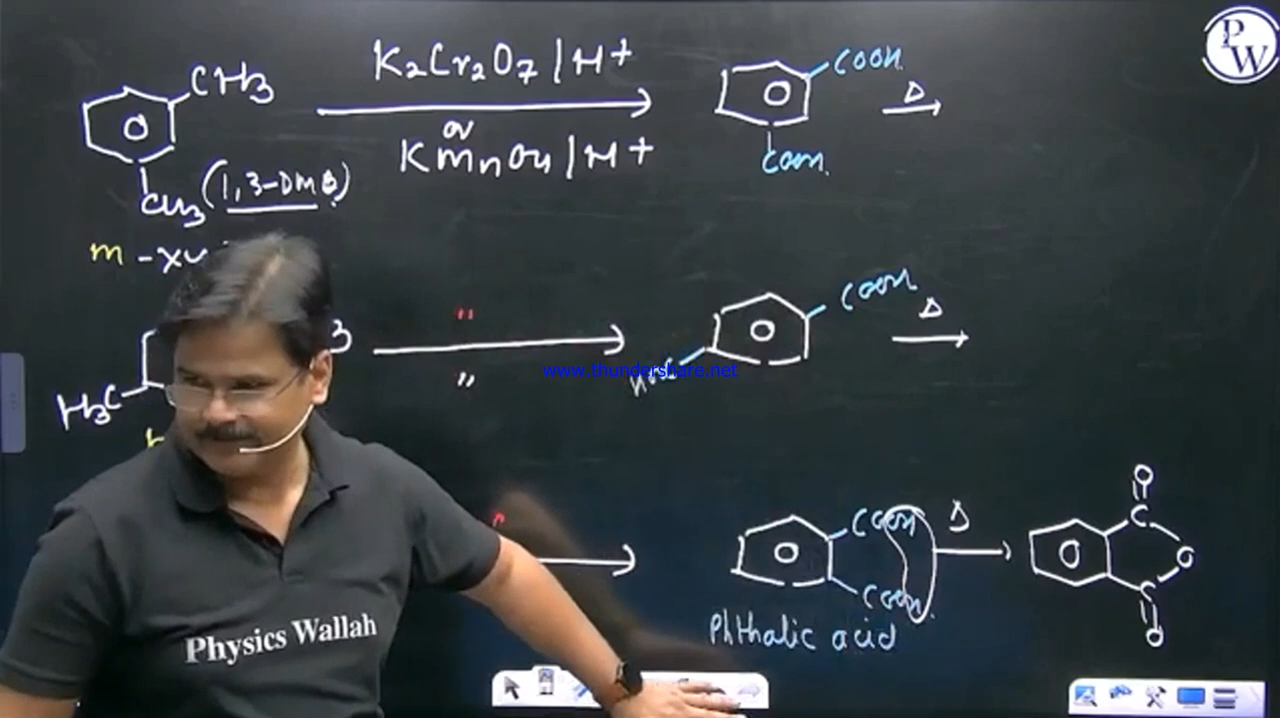 PW
CH3
K2Cr2O7 / H+
COOH
Δ
or
KMnO4 / H+
CH3
(1,3-DMB)
COOH
m -xy
COOH
Δ
3
"
"
www.thundershare.net
HOOC
H3C
O
COOH
Δ
C
O
COOH
C
Phthalic acid
O
Physics Wallah